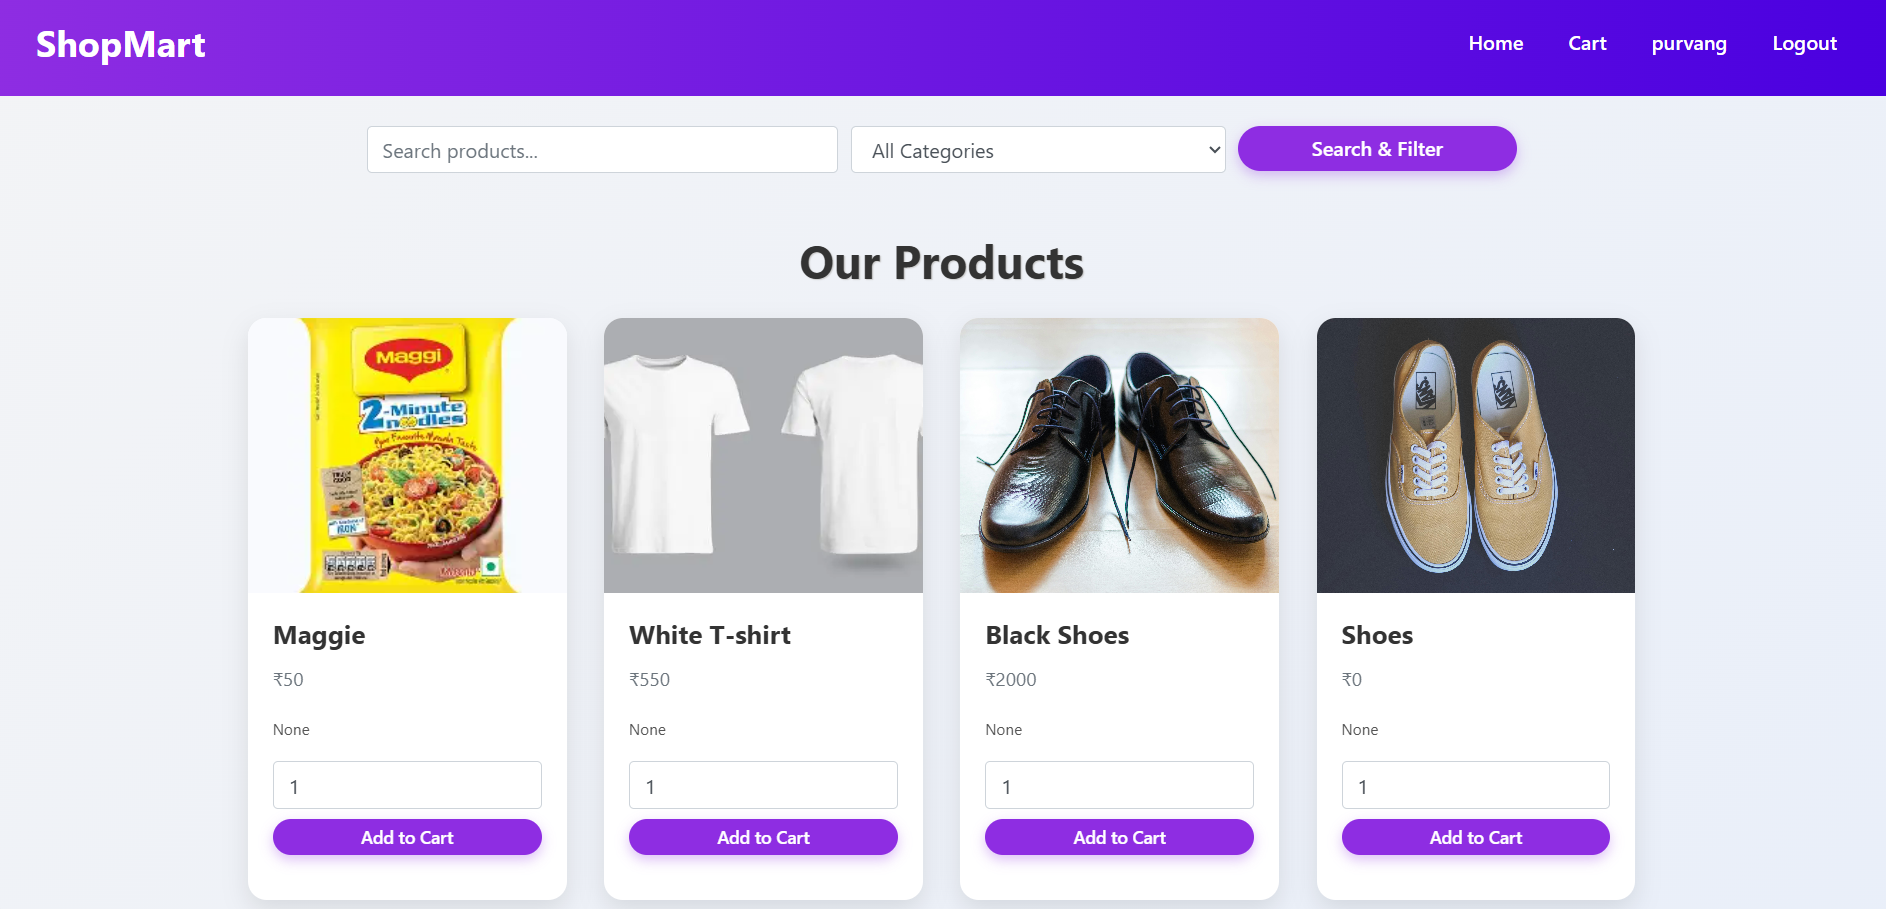 ShopMart
Home Cart purvang Logout
Search products...
All Categories
Search & Filter
Our Products
Maggi
2-Minute
noodles
Maggie
₹50
None
1
Add to Cart
White T-shirt
₹550
None
1
Add to Cart
Black Shoes
₹2000
None
1
Add to Cart
Shoes
₹0
None
1
Add to Cart